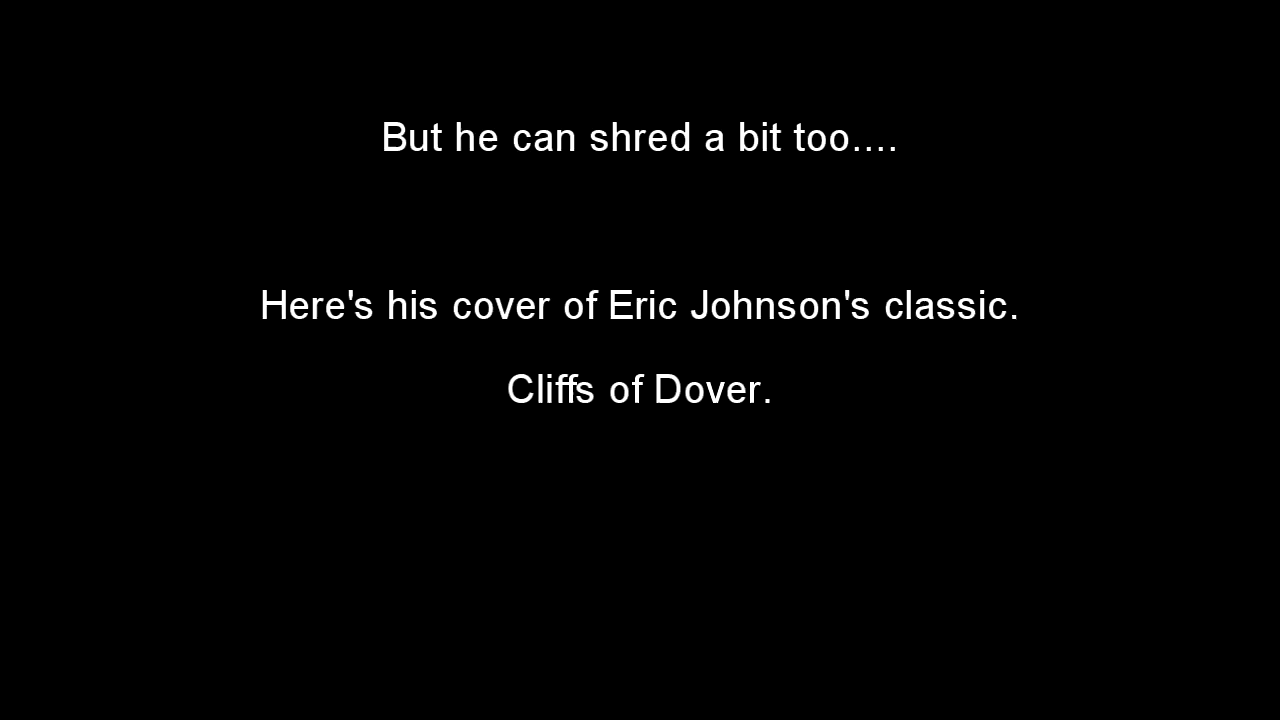 But he can shred a bit too....
Here's his cover of Eric Johnson's classic.
Cliffs of Dover.